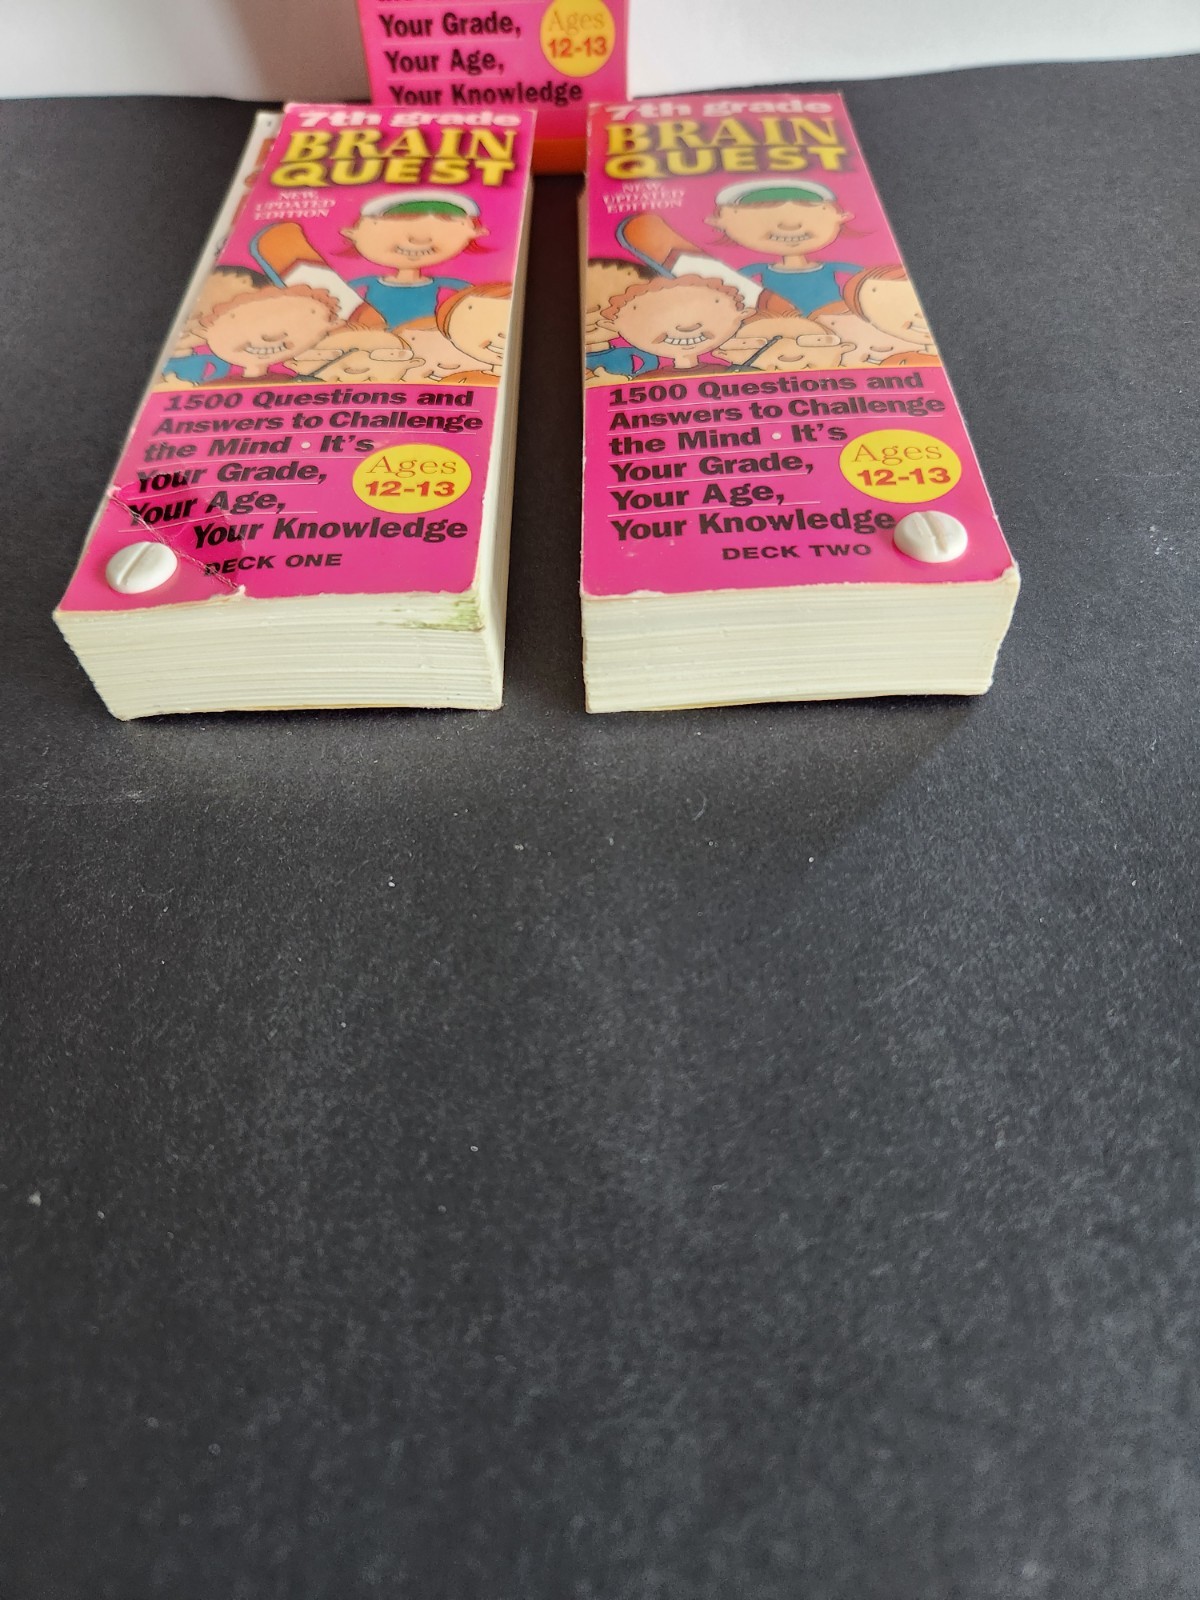 Your Grade,
Your Age,
Your Knowledge
Ages
12-13
7th grade
BRAIN
QUEST
NEW,
UPDATED
EDITION
1500 Questions and
Answers to Challenge
the Mind • It's
Your Grade,
Your Age,
Your Knowledge
Ages
12-13
DECK ONE
7th grade
BRAIN
QUEST
NEW,
UPDATED
EDITION
1500 Questions and
Answers to Challenge
the Mind • It's
Your Grade,
Your Age,
Your Knowledge
Ages
12-13
DECK TWO